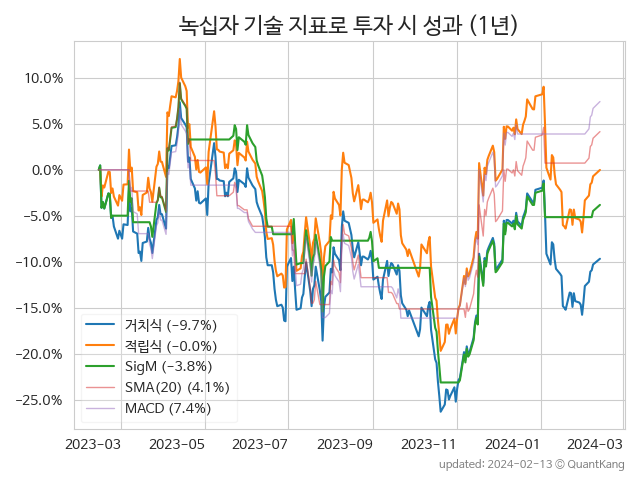 녹십자 기술 지표로 투자 시 성과 (1년)
10.0%
5.0%
0.0%
−5.0%
−10.0%
−15.0%
−20.0%
−25.0%
거치식 (−9.7%)
적립식 (−0.0%)
SigM (−3.8%)
SMA(20) (4.1%)
MACD (7.4%)
2023-03 2023-05 2023-07 2023-09 2023-11 2024-01 2024-03
updated: 2024-02-13 ⓒ QuantKang